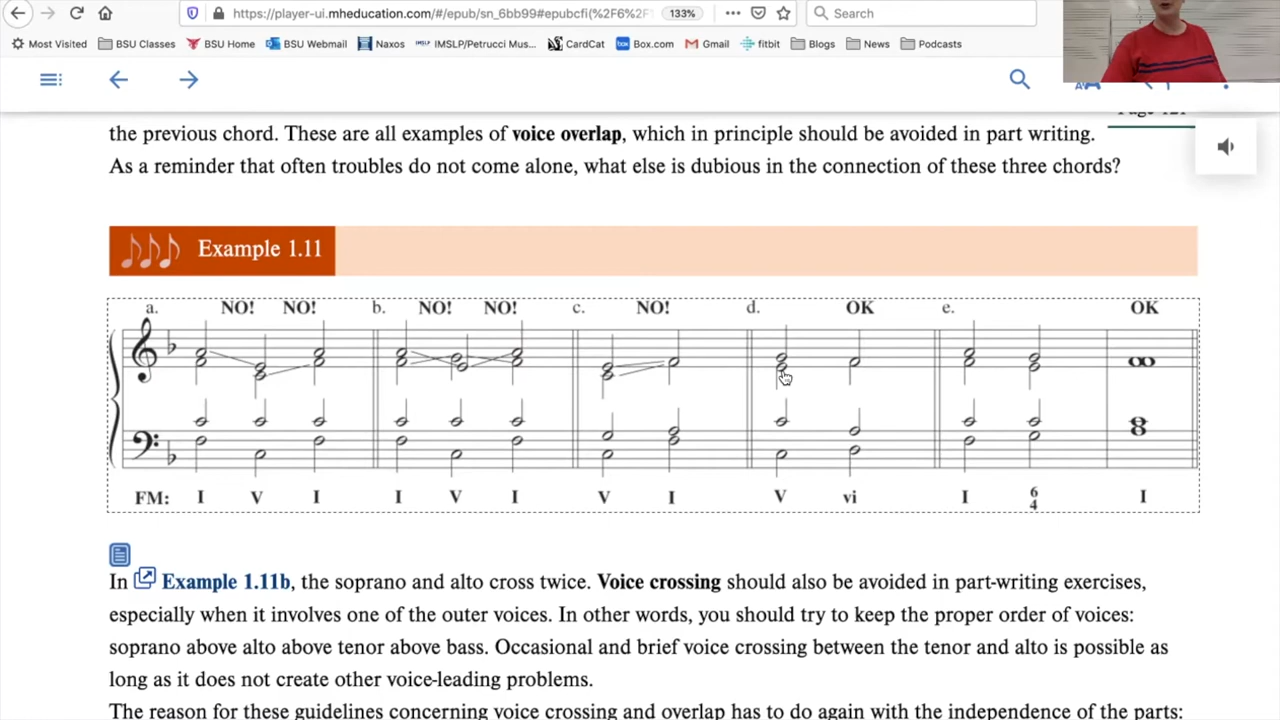 https://player-ui.mheducation.com/#/epub/sn_6bb99#epubcfi(%2F6%2F 133% Search
Most Visited BSU Classes BSU Home BSU Webmail Naxos IMSLP/Petrucci Mus... CardCat Box.com Gmail fitbit Blogs News Podcasts
the previous chord. These are all examples of voice overlap, which in principle should be avoided in part writing.
As a reminder that often troubles do not come alone, what else is dubious in the connection of these three chords?
Example 1.11
a. NO! NO! b. NO! NO! c. NO! d. OK e. OK
FM: I V I I V I V I V vi I 6 4 I
In Example 1.11b, the soprano and alto cross twice. Voice crossing should also be avoided in part-writing exercises,
especially when it involves one of the outer voices. In other words, you should try to keep the proper order of voices:
soprano above alto above tenor above bass. Occasional and brief voice crossing between the tenor and alto is possible as
long as it does not create other voice-leading problems.
The reason for these guidelines concerning voice crossing and overlap has to do again with the independence of the parts: